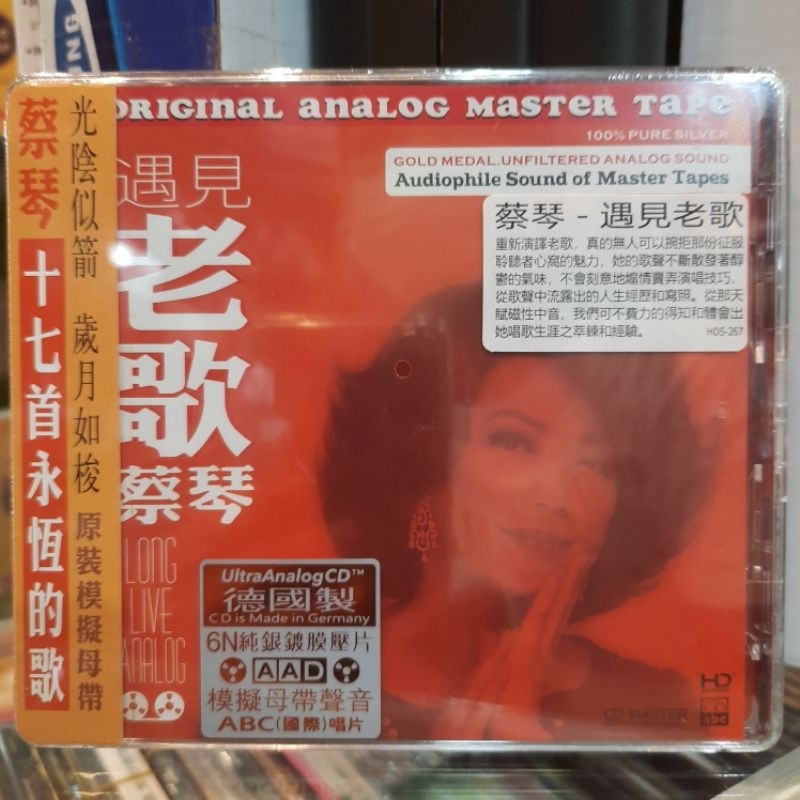 ORIGINAL ANALOG MASTER TAPE
100% PURE SILVER
GOLD MEDAL.UNFILTERED ANALOG SOUND
Audiophile Sound of Master Tapes
蔡琴
十七首永恆的歌
光陰似箭 歲月如梭
原裝模擬母帶
遇見
老
歌
蔡琴
LONG
LIVE
ANALOG
蔡琴 - 遇見老歌
重新演譯老歌，真的無人可以婉拒那份征服
聆聽者心窩的魅力，她的歌聲不斷散發著醇
鬱的氣味，不會刻意地煽情賣弄演唱技巧，
從歌聲中流露出的人生經歷和寫照。從那天
賦磁性中音，我們可不費力的得知和體會出
她唱歌生涯之萃鍊和經驗。
HDS-267
UltraAnalogCD™
德國製
CD is Made in Germany
6N純銀鍍膜壓片
AAD
模擬母帶聲音
ABC(國際)唱片
HD
CD MASTER
abc